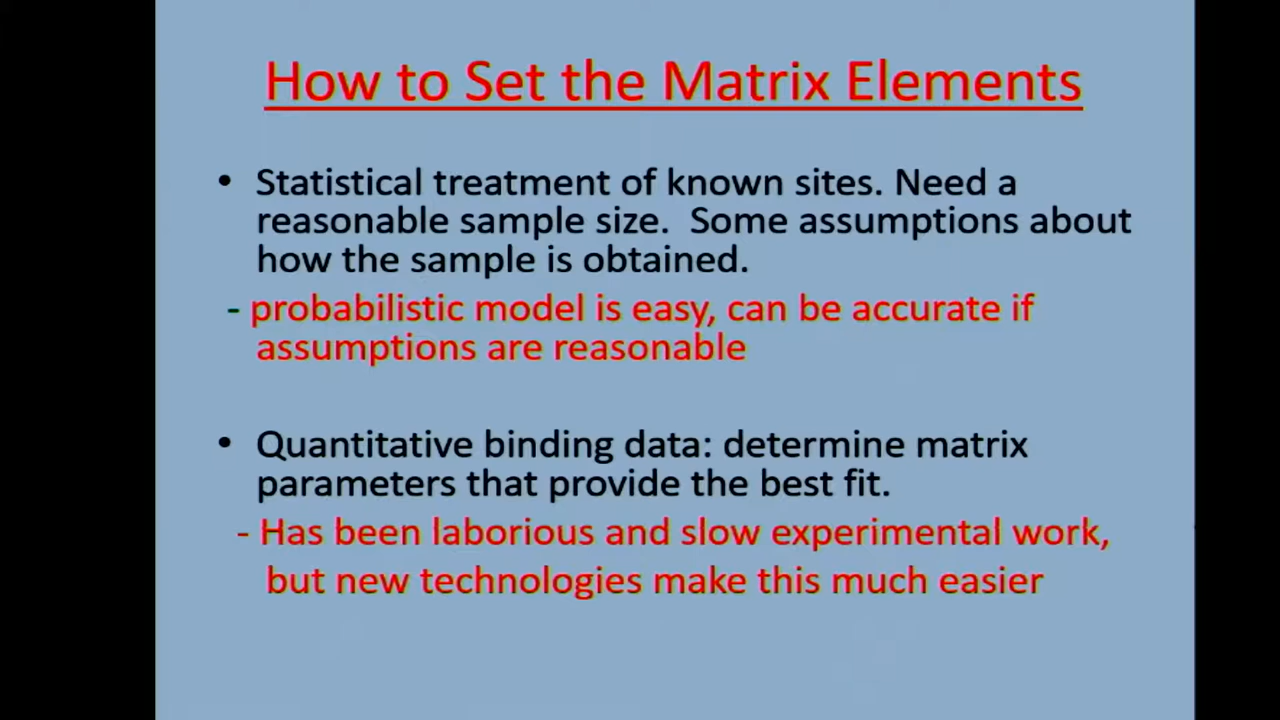 How to Set the Matrix Elements
• Statistical treatment of known sites. Need a
reasonable sample size.  Some assumptions about
how the sample is obtained.
- probabilistic model is easy, can be accurate if
assumptions are reasonable
• Quantitative binding data: determine matrix
parameters that provide the best fit.
- Has been laborious and slow experimental work,
but new technologies make this much easier